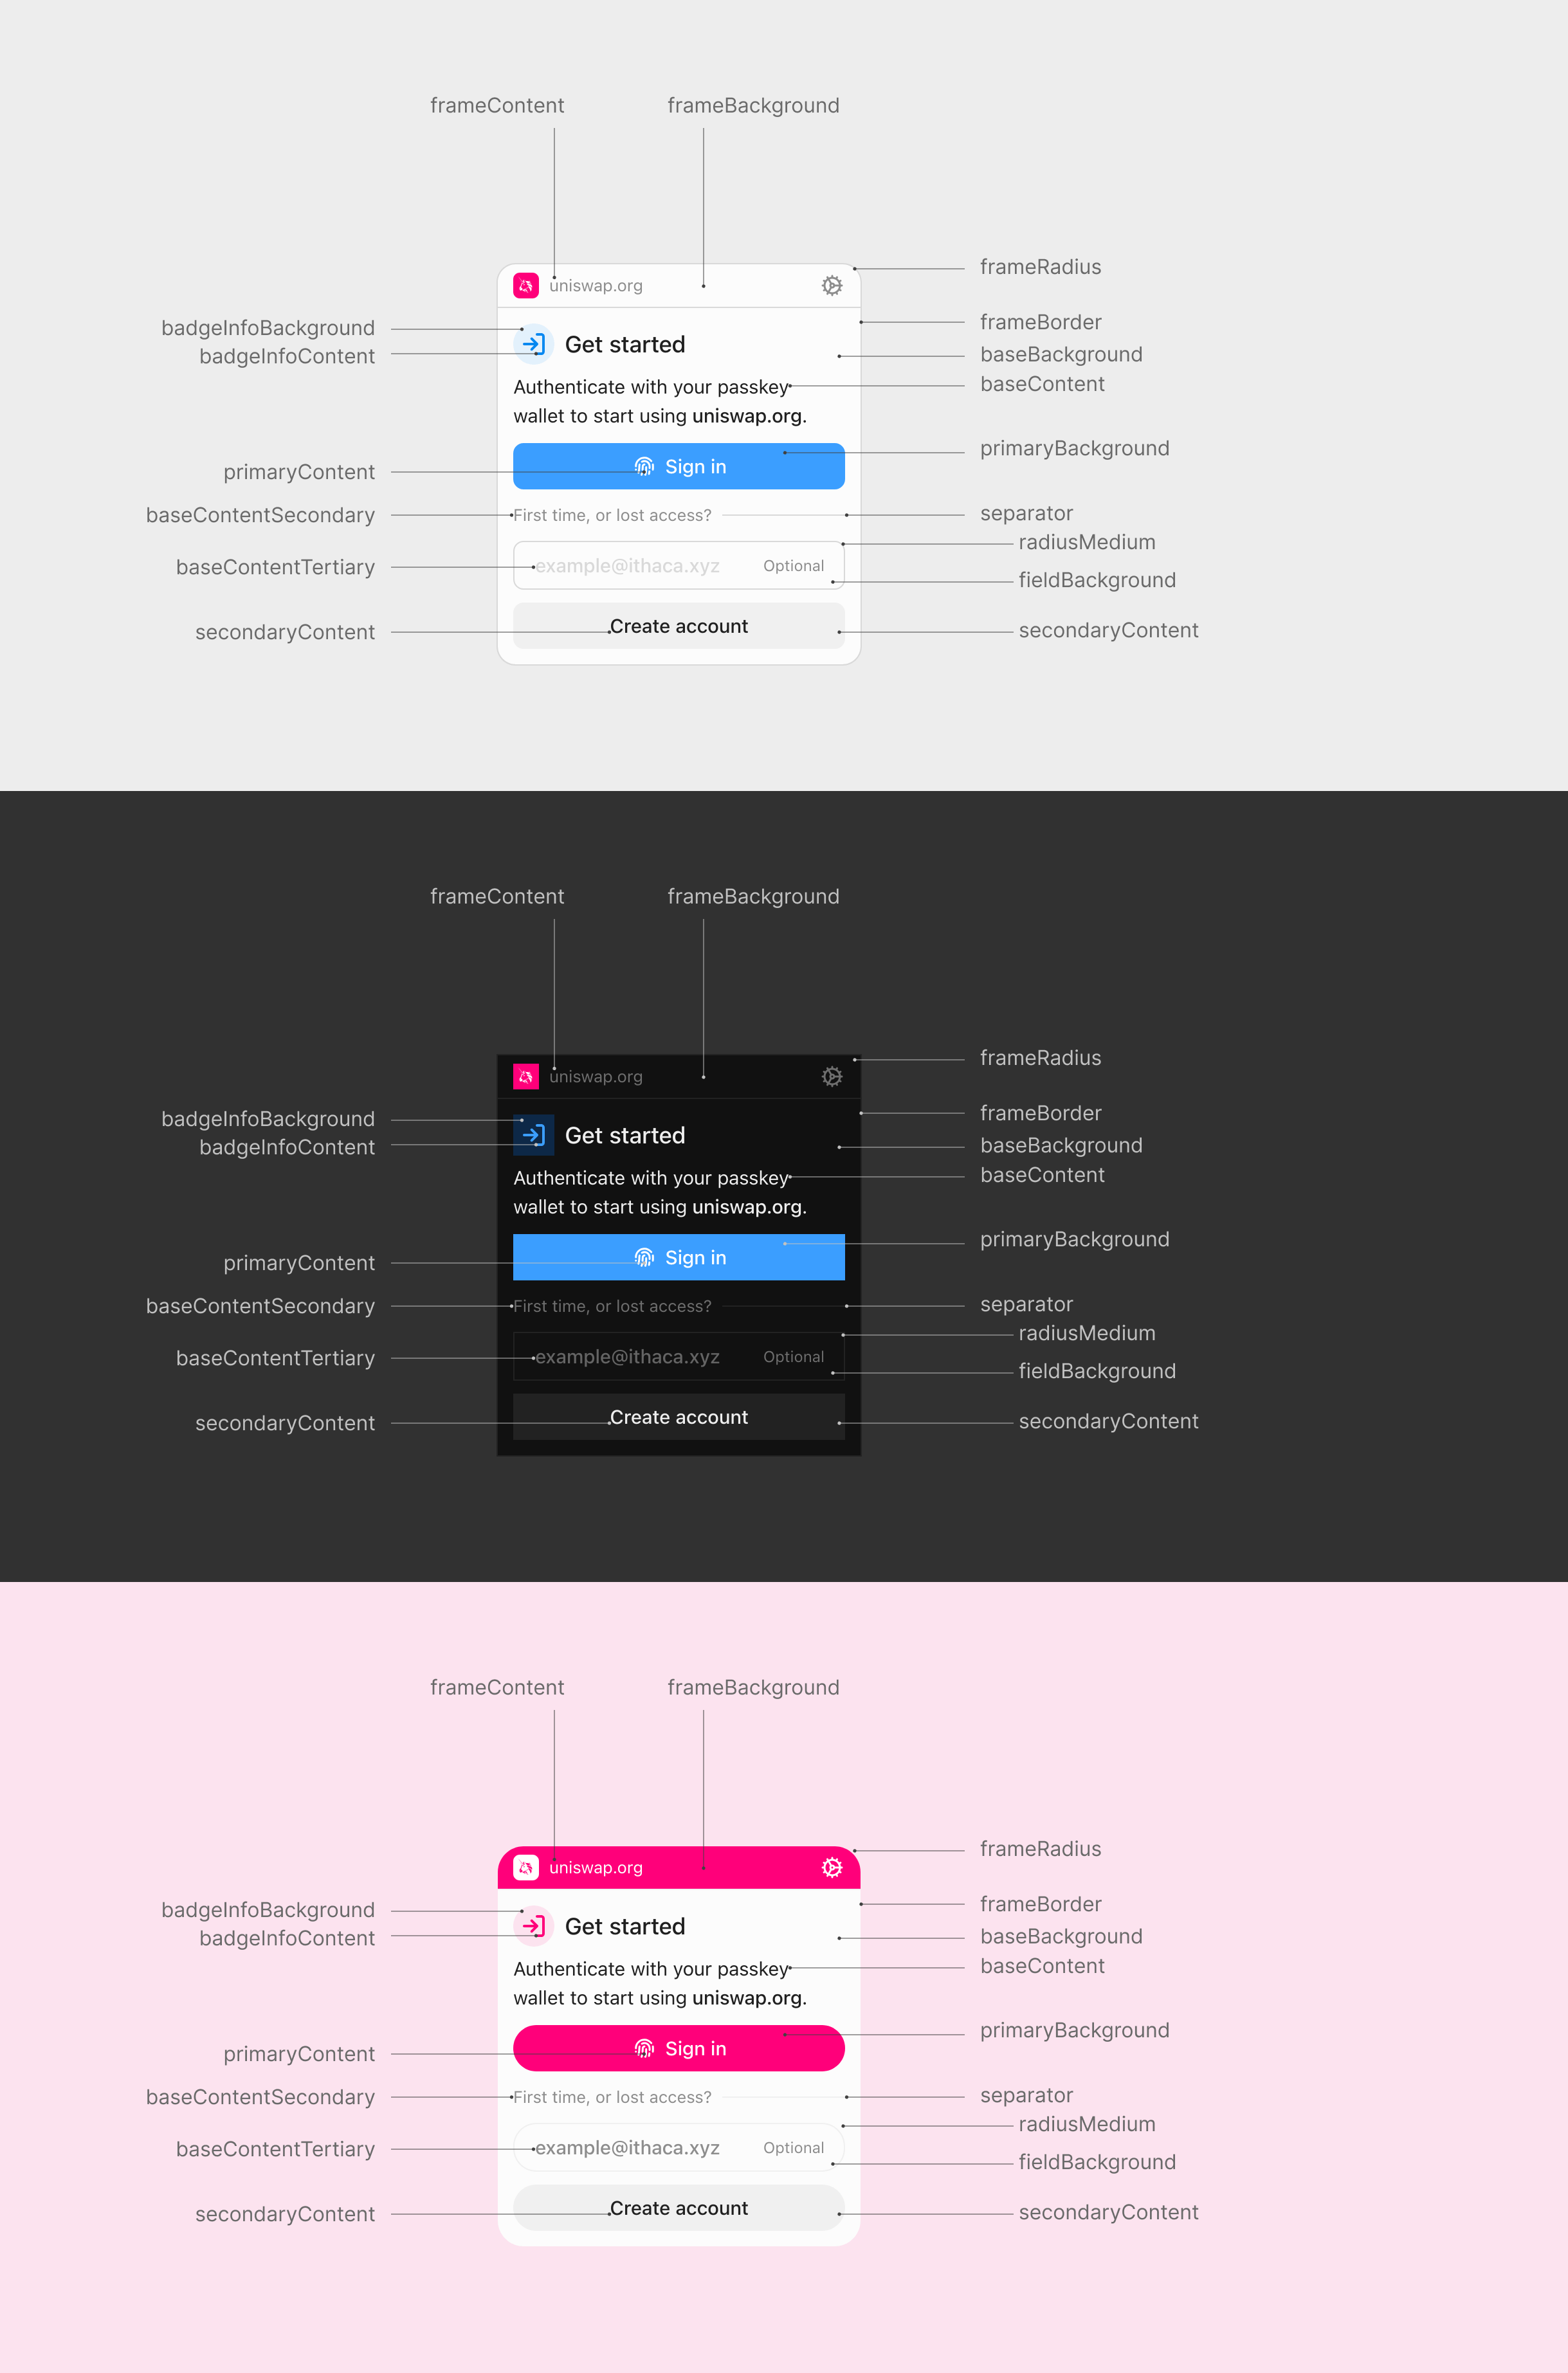 frameContent frameBackground
uniswap.org frameRadius
badgeInfoBackground frameBorder
badgeInfoContent Get started baseBackground
Authenticate with your passkey baseContent
wallet to start using uniswap.org.
primaryContent Sign in primaryBackground
baseContentSecondary First time, or lost access? separator
radiusMedium
baseContentTertiary example@ithaca.xyz Optional fieldBackground
secondaryContent Create account secondaryContent
frameContent frameBackground
uniswap.org frameRadius
badgeInfoBackground frameBorder
badgeInfoContent Get started baseBackground
Authenticate with your passkey baseContent
wallet to start using uniswap.org.
primaryContent Sign in primaryBackground
baseContentSecondary First time, or lost access? separator
radiusMedium
baseContentTertiary example@ithaca.xyz Optional fieldBackground
secondaryContent Create account secondaryContent
frameContent frameBackground
uniswap.org frameRadius
badgeInfoBackground frameBorder
badgeInfoContent Get started baseBackground
Authenticate with your passkey baseContent
wallet to start using uniswap.org.
primaryContent Sign in primaryBackground
baseContentSecondary First time, or lost access? separator
radiusMedium
baseContentTertiary example@ithaca.xyz Optional fieldBackground
secondaryContent Create account secondaryContent